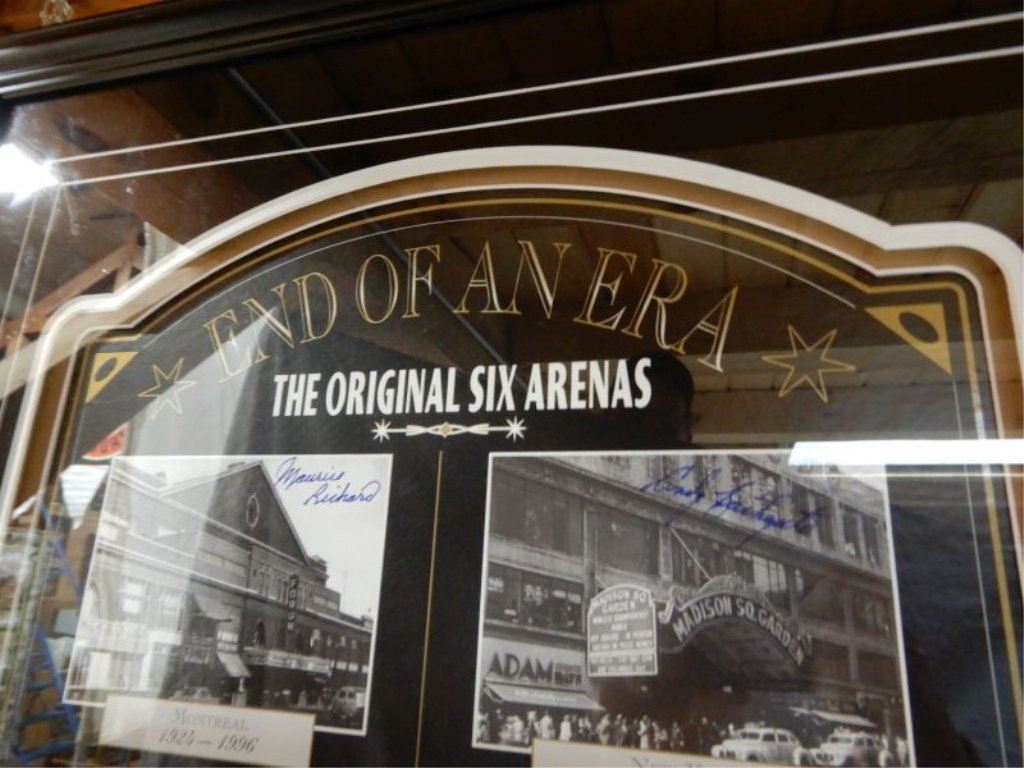 END OF AN ERA
THE ORIGINAL SIX ARENAS
Maurice
Richard
MADISON SQ
GARDEN
MADISON SQ. GARDEN
ADAM
MONTREAL
1924 – 1996